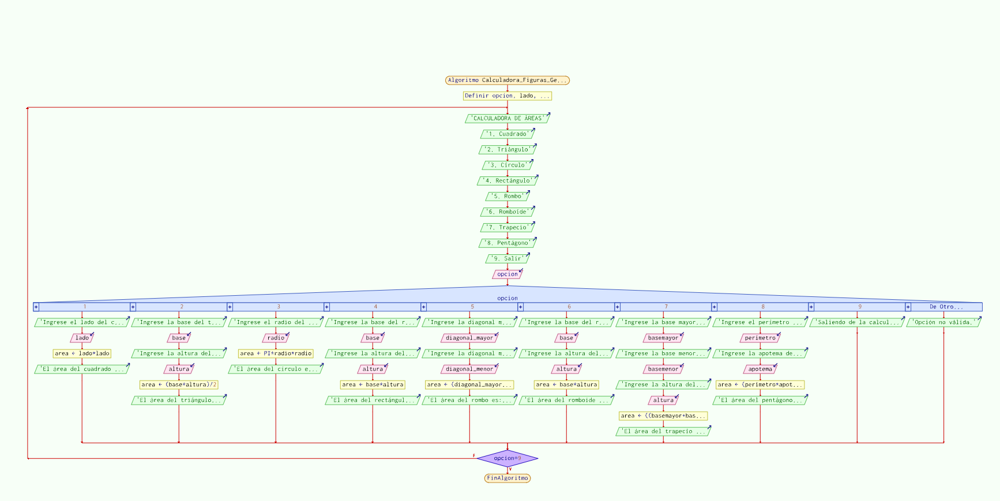 Algoritmo Calculadora_Figuras_Ge...
Definir opcion, lado, ...
'CALCULADORA DE ÁREAS'
'1. Cuadrado'
'2. Triángulo'
'3. Círculo'
'4. Rectángulo'
'5. Rombo'
'6. Romboide'
'7. Trapecio'
'8. Pentágono'
'9. Salir'
opcion
opcion
+ 1 + 2 + 3 + 4 + 5 + 6 + 7 + 8 + 9 + De Otro...
'Ingrese el lado del c... 'Ingrese la base del t... 'Ingrese el radio del ... 'Ingrese la base del r... 'Ingrese la diagonal m... 'Ingrese la base del r... 'Ingrese la base mayor... 'Ingrese el perímetro ... 'Saliendo de la calcul... 'Opción no válida.'
lado base radio base diagonal_mayor base basemayor perimetro
area ← lado*lado 'Ingrese la altura del... area ← PI*radio*radio 'Ingrese la altura del... 'Ingrese la diagonal m... 'Ingrese la altura del... 'Ingrese la base menor... 'Ingrese la apotema de...
'El área del cuadrado ... altura 'El área del círculo e... altura diagonal_menor altura basemenor apotema
area ← (base*altura)/2 area ← base*altura area ← (diagonal_mayor... area ← base*altura 'Ingrese la altura del... area ← (perimetro*apot...
'El área del triángulo... 'El área del rectángul... 'El área del rombo es:... 'El área del romboide ... altura 'El área del pentágono...
area ← ((basemayor+bas...
'El área del trapecio ...
F opcion=9
V
FinAlgoritmo